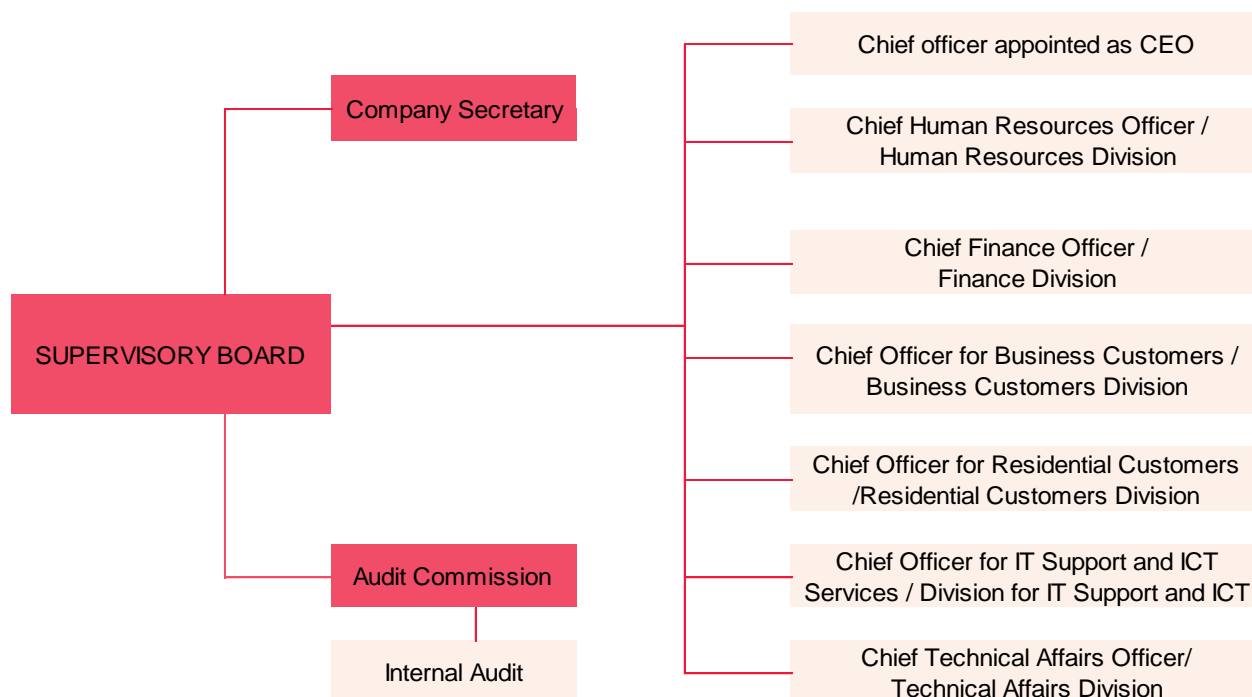 Chief officer appointed as CEO
Company Secretary
Chief Human Resources Officer /
Human Resources Division
Chief Finance Officer /
Finance Division
SUPERVISORY BOARD
Chief Officer for Business Customers /
Business Customers Division
Chief Officer for Residential Customers
/Residential Customers Division
Audit Commission
Chief Officer for IT Support and ICT
Services / Division for IT Support and ICT
Internal Audit
Chief Technical Affairs Officer/
Technical Affairs Division